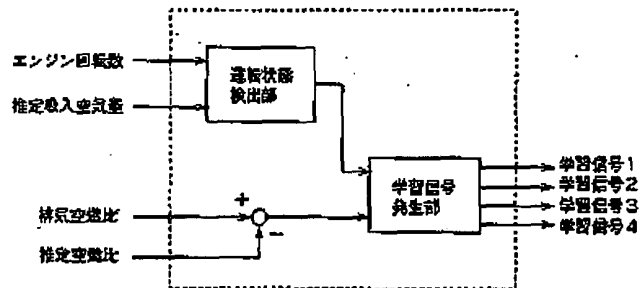 エンジン回転数
推定吸入空気量
運転状態
検出部
排気空燃比
推定空燃比
+
−
学習信号
発生部
学習信号1
学習信号2
学習信号3
学習信号4